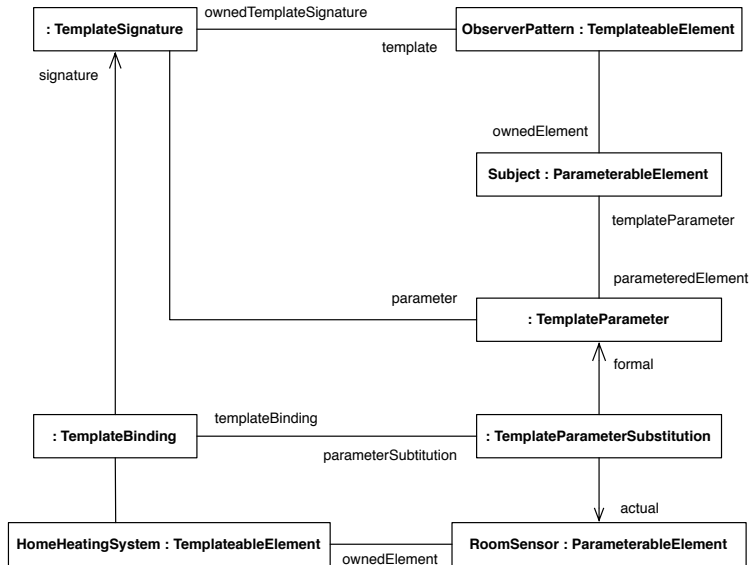 ownedTemplateSignature
: TemplateSignature
ObserverPattern : TemplateableElement
template
signature
ownedElement
Subject : ParameterableElement
templateParameter
parameteredElement
parameter
: TemplateParameter
formal
templateBinding
: TemplateBinding
: TemplateParameterSubstitution
parameterSubtitution
actual
HomeHeatingSystem : TemplateableElement
RoomSensor : ParameterableElement
ownedElement